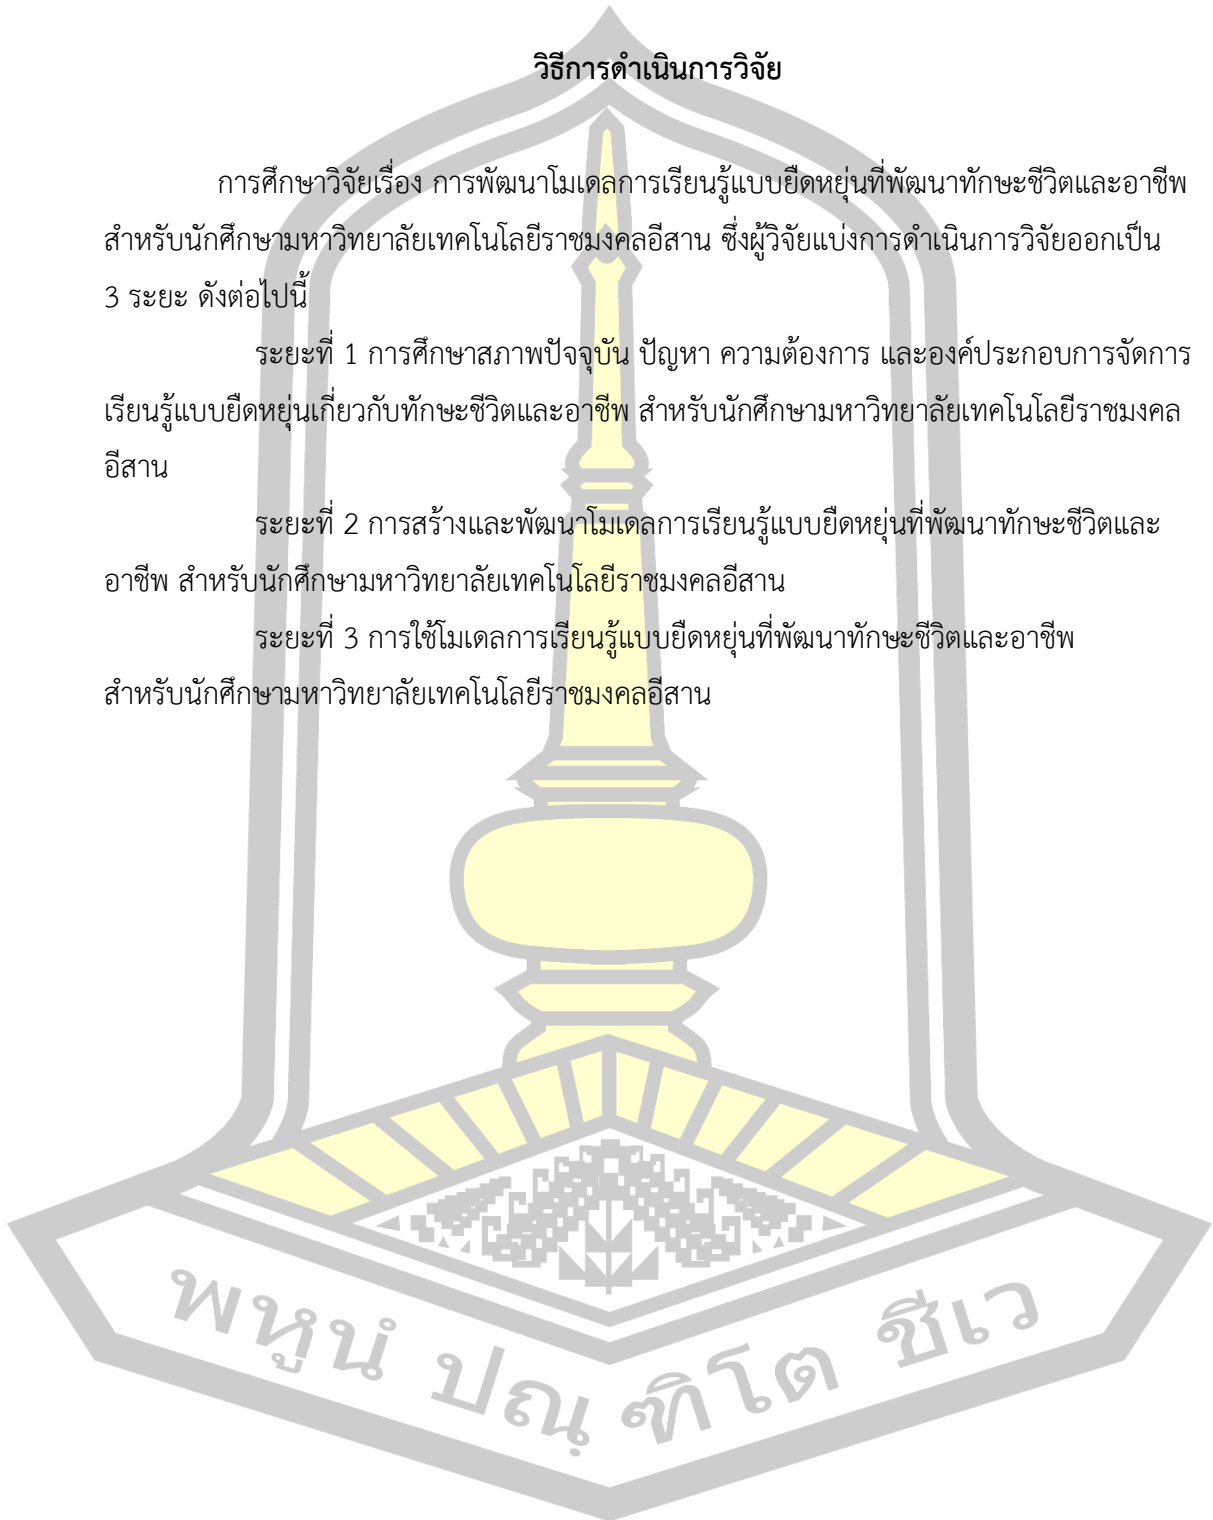 วิธีการดำเนินการวิจัย
การศึกษาวิจัยเรื่อง การพัฒนาโมเดลการเรียนรู้แบบยืดหยุ่นที่พัฒนาทักษะชีวิตและอาชีพ
สำหรับนักศึกษามหาวิทยาลัยเทคโนโลยีราชมงคลอีสาน ซึ่งผู้วิจัยแบ่งการดำเนินการวิจัยออกเป็น
3 ระยะ ดังต่อไปนี้
ระยะที่ 1 การศึกษาสภาพปัจจุบัน ปัญหา ความต้องการ และองค์ประกอบการจัดการ
เรียนรู้แบบยืดหยุ่นเกี่ยวกับทักษะชีวิตและอาชีพ สำหรับนักศึกษามหาวิทยาลัยเทคโนโลยีราชมงคล
อีสาน
ระยะที่ 2 การสร้างและพัฒนาโมเดลการเรียนรู้แบบยืดหยุ่นที่พัฒนาทักษะชีวิตและ
อาชีพ สำหรับนักศึกษามหาวิทยาลัยเทคโนโลยีราชมงคลอีสาน
ระยะที่ 3 การใช้โมเดลการเรียนรู้แบบยืดหยุ่นที่พัฒนาทักษะชีวิตและอาชีพ
สำหรับนักศึกษามหาวิทยาลัยเทคโนโลยีราชมงคลอีสาน
พหูนํ ปณฺ ฑิโต ชีเว